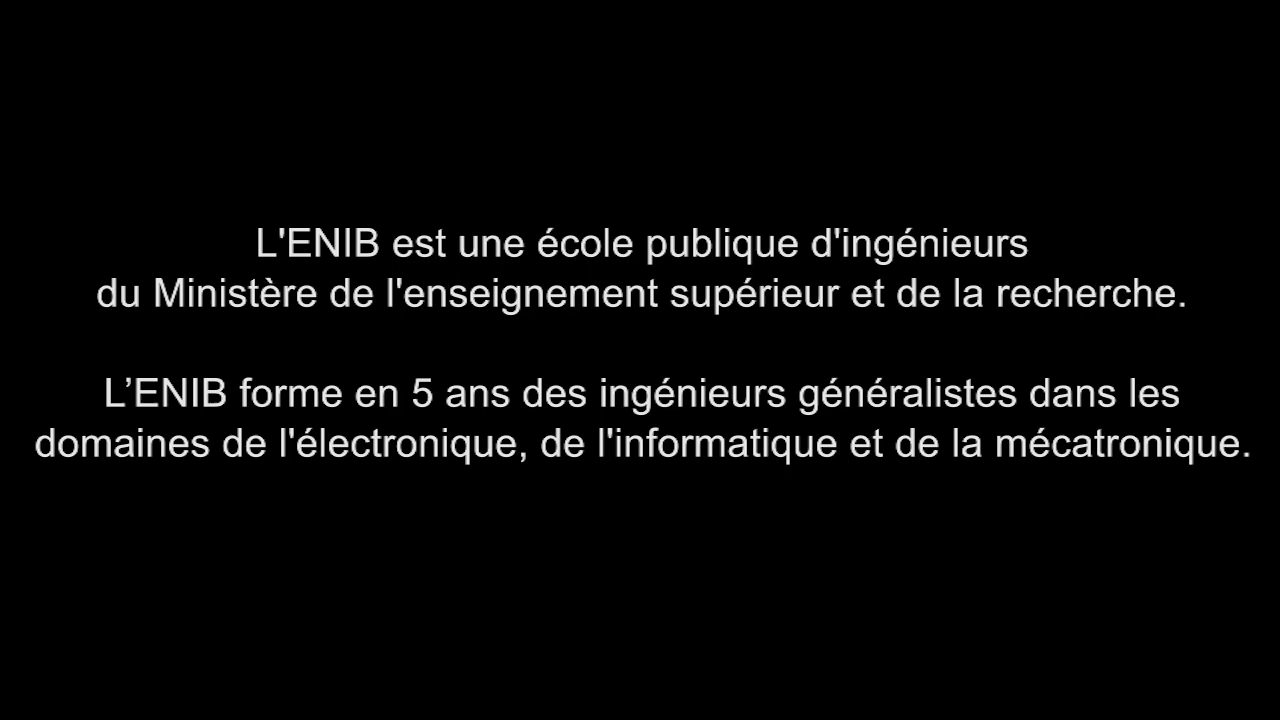 L'ENIB est une école publique d'ingénieurs
du Ministère de l'enseignement supérieur et de la recherche.
L’ENIB forme en 5 ans des ingénieurs généralistes dans les
domaines de l'électronique, de l'informatique et de la mécatronique.